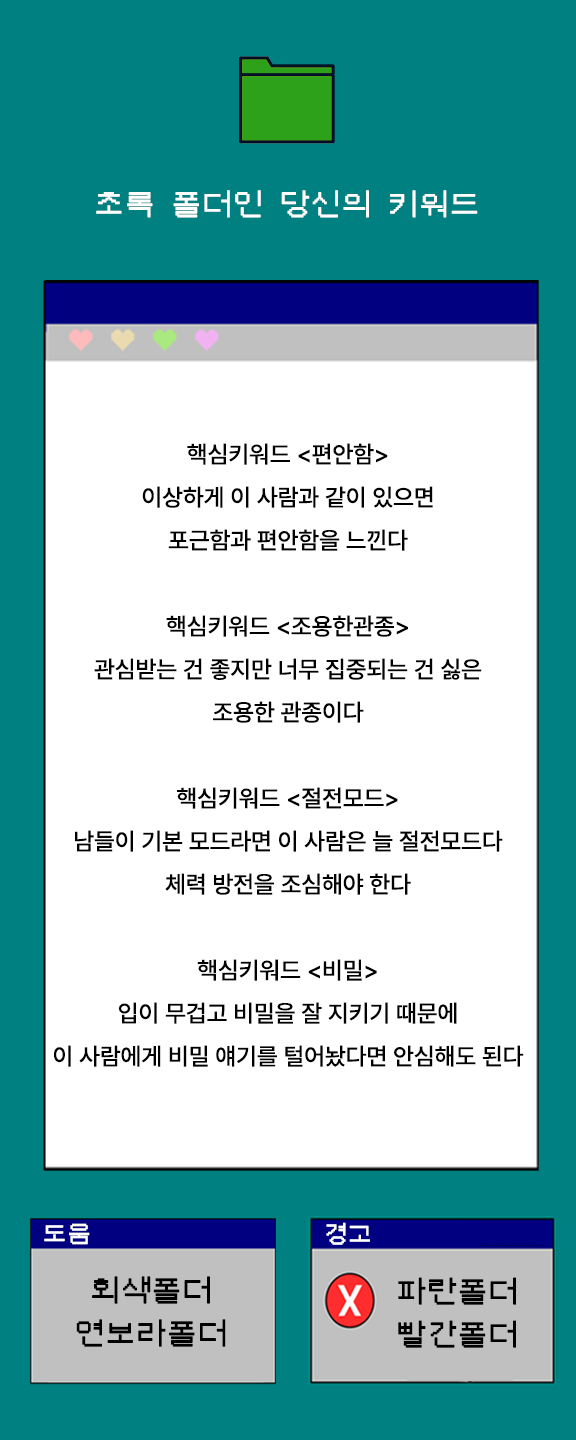 초록 폴더인 당신의 키워드
핵심키워드 <편안함>
이상하게 이 사람과 같이 있으면
포근함과 편안함을 느낀다
핵심키워드 <조용한관종>
관심받는 건 좋지만 너무 집중되는 건 싫은
조용한 관종이다
핵심키워드 <절전모드>
남들이 기본 모드라면 이 사람은 늘 절전모드다
체력 방전을 조심해야 한다
핵심키워드 <비밀>
입이 무겁고 비밀을 잘 지키기 때문에
이 사람에게 비밀 얘기를 털어놨다면 안심해도 된다
도움
회색폴더
연보라폴더
경고
X
파란폴더
빨간폴더